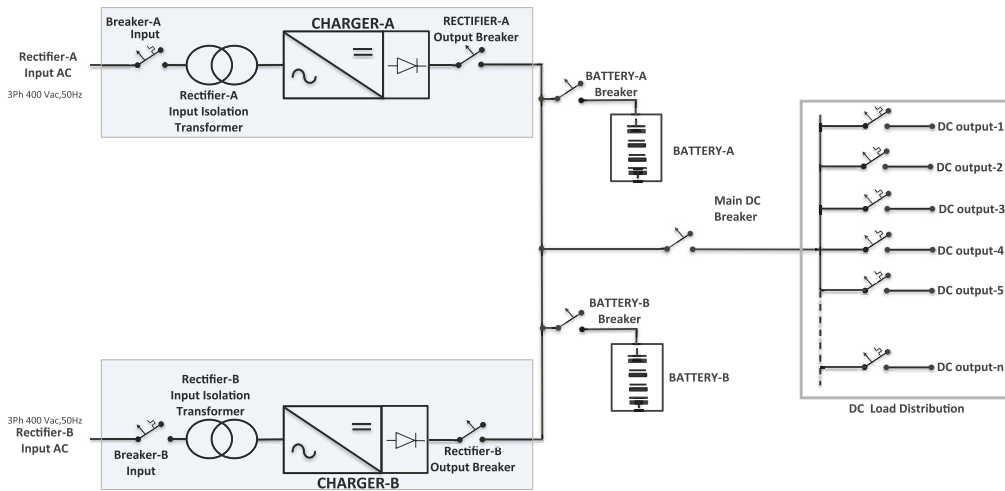 Breaker-A
Input
CHARGER-A
RECTIFIER-A
Output Breaker
Rectifier-A
Input AC
3Ph 400 Vac,50Hz
Rectifier-A
Input Isolation
Transformer
BATTERY-A
Breaker
BATTERY-A
Main DC
Breaker
DC output-1
DC output-2
DC output-3
DC output-4
DC output-5
DC output-n
DC Load Distribution
BATTERY-B
Breaker
BATTERY-B
Rectifier-B
Input Isolation
Transformer
3Ph 400 Vac,50Hz
Rectifier-B
Input AC
Breaker-B
Input
CHARGER-B
Rectifier-B
Output Breaker